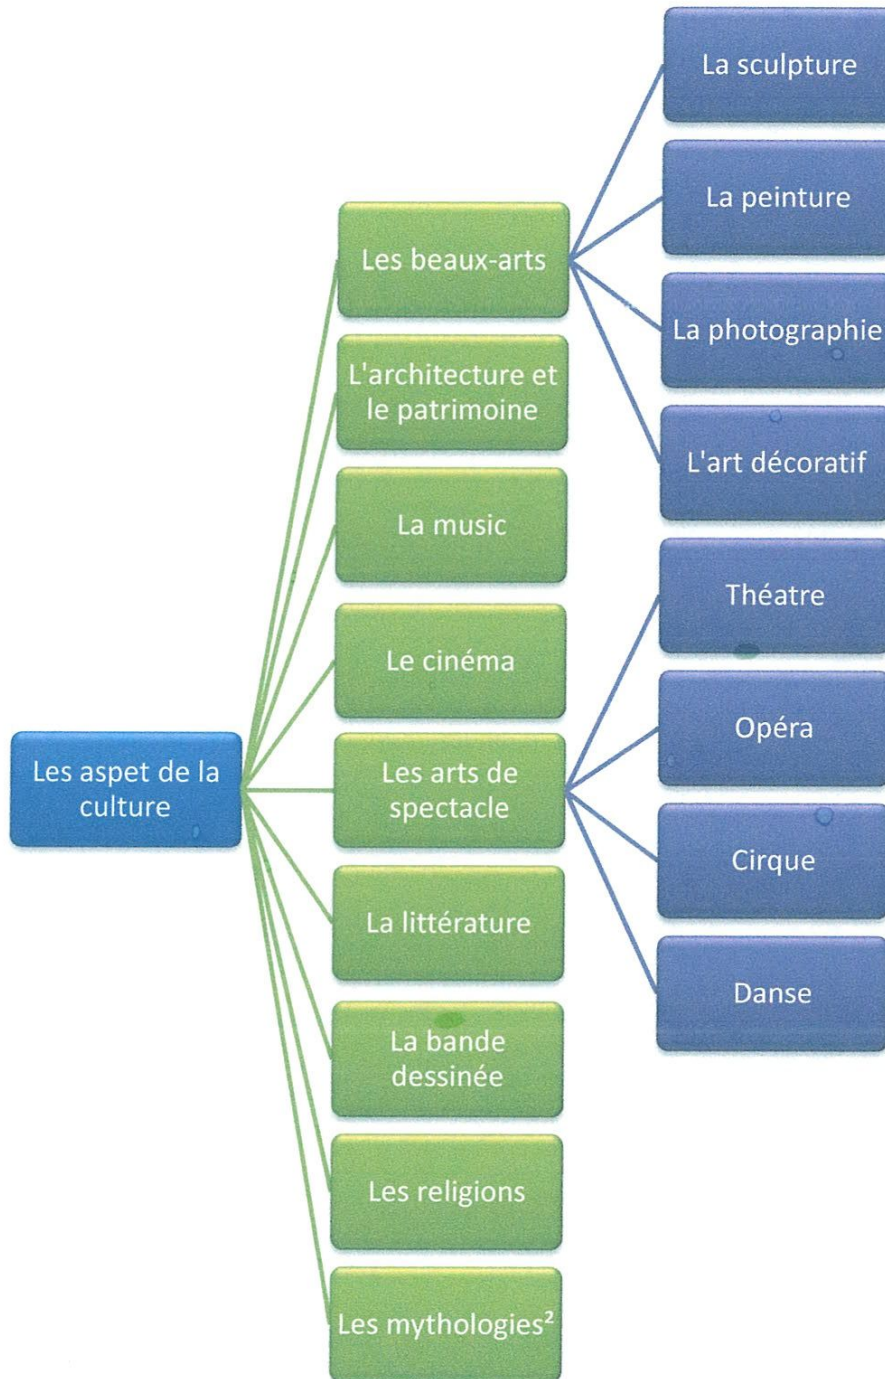 Les aspet de la
culture
Les beaux-arts
L'architecture et
le patrimoine
La music
Le cinéma
Les arts de
spectacle
La littérature
La bande
dessinée
Les religions
Les mythologies²
La sculpture
La peinture
La photographie
L'art décoratif
Théatre
Opéra
Cirque
Danse